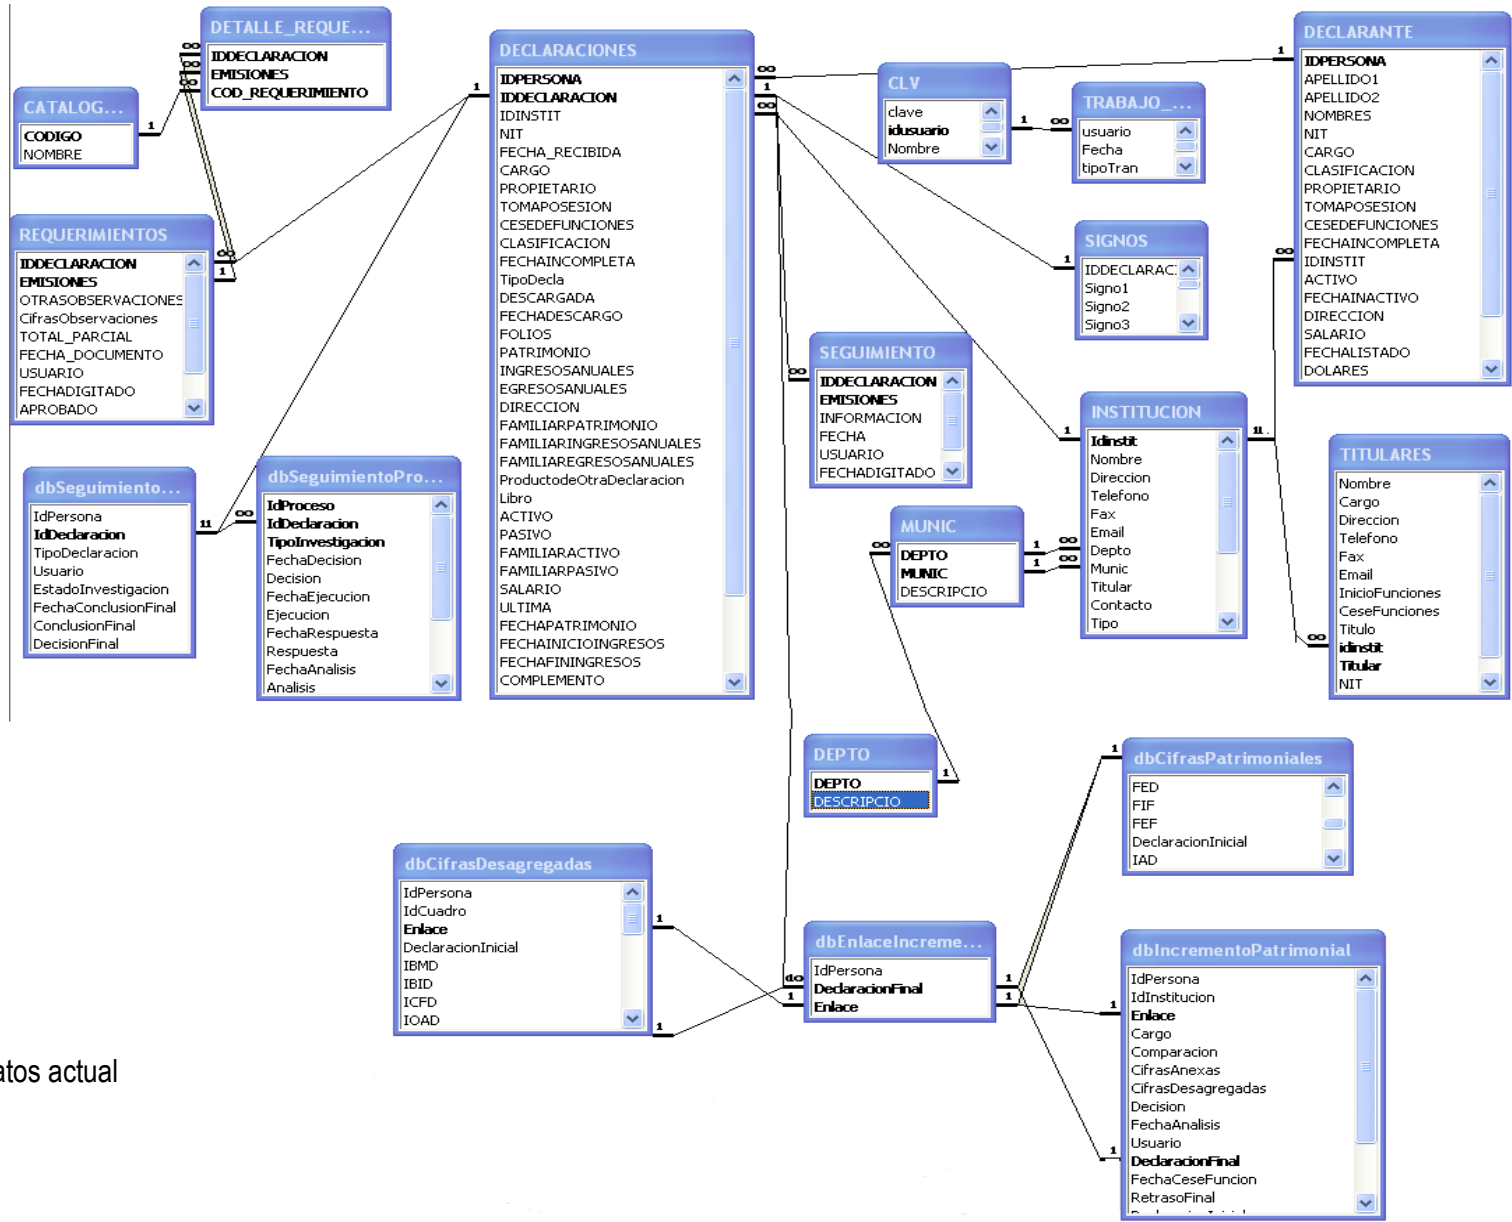 DETALLE_REQUE...
IDDECLARACION
EMISIONES
COD_REQUERIMIENTO
CATALOG...
CODIGO
NOMBRE
REQUERIMIENTOS
IDDECLARACION
EMISIONES
OTRASOBSERVACIONES
CifrasObservaciones
TOTAL_PARCIAL
FECHA_DOCUMENTO
USUARIO
FECHADIGITADO
APROBADO
dbSeguimiento...
IdPersona
IdDeclaracion
TipoDeclaracion
Usuario
EstadoInvestigacion
FechaConclusionFinal
ConclusionFinal
DecisionFinal
dbSeguimientoPro...
IdProceso
IdDeclaracion
TipoInvestigacion
FechaDecision
Decision
FechaEjecucion
Ejecucion
FechaRespuesta
Respuesta
FechaAnalisis
Analisis
DECLARACIONES
IDPERSONA
IDDECLARACION
IDINSTIT
NIT
FECHA_RECIBIDA
CARGO
PROPIETARIO
TOMAPOSESION
CESEDEFUNCIONES
CLASIFICACION
FECHAINCOMPLETA
TipoDecla
DESCARGADA
FECHADESCARGO
FOLIOS
PATRIMONIO
INGRESOSANUALES
EGRESOSANUALES
DIRECCION
FAMILIARPATRIMONIO
FAMILIARINGRESOSANUALES
FAMILIAREGRESOSANUALES
ProductodeOtraDeclaracion
Libro
ACTIVO
PASIVO
FAMILIARACTIVO
FAMILIARPASIVO
SALARIO
ULTIMA
FECHAPATRIMONIO
FECHAINICIOINGRESOS
FECHAFININGRESOS
COMPLEMENTO
CLV
clave
idusuario
Nombre
TRABAJO_...
usuario
Fecha
tipoTran
SIGNOS
IDDECLARACI
Signo1
Signo2
Signo3
SEGUIMIENTO
IDDECLARACION
EMISIONES
INFORMACION
FECHA
USUARIO
FECHADIGITADO
DECLARANTE
IDPERSONA
APELLIDO1
APELLIDO2
NOMBRES
NIT
CARGO
CLASIFICACION
PROPIETARIO
TOMAPOSESION
CESEDEFUNCIONES
FECHAINCOMPLETA
IDINSTIT
ACTIVO
FECHAINACTIVO
DIRECCION
SALARIO
FECHALISTADO
DOLARES
INSTITUCION
Idinstit
Nombre
Direccion
Telefono
Fax
Email
Depto
Munic
Titular
Contacto
Tipo
TITULARES
Nombre
Cargo
Direccion
Telefono
Fax
Email
InicioFunciones
CeseFunciones
Titulo
idinstit
Titular
NIT
MUNIC
DEPTO
MUNIC
DESCRIPCIO
DEPTO
DEPTO
DESCRIPCIO
dbCifrasPatrimoniales
FED
FIF
FEF
DeclaracionInicial
IAD
dbCifrasDesagregadas
IdPersona
IdCuadro
Enlace
DeclaracionInicial
IBMD
IBID
ICFD
IOAD
dbEnlaceIncreme...
IdPersona
DeclaracionFinal
Enlace
dbIncrementoPatrimonial
IdPersona
IdInstitucion
Enlace
Cargo
Comparacion
CifrasAnexas
CifrasDesagregadas
Decision
FechaAnalisis
Usuario
DeclaracionFinal
FechaCeseFuncion
RetrasoFinal
atos actual